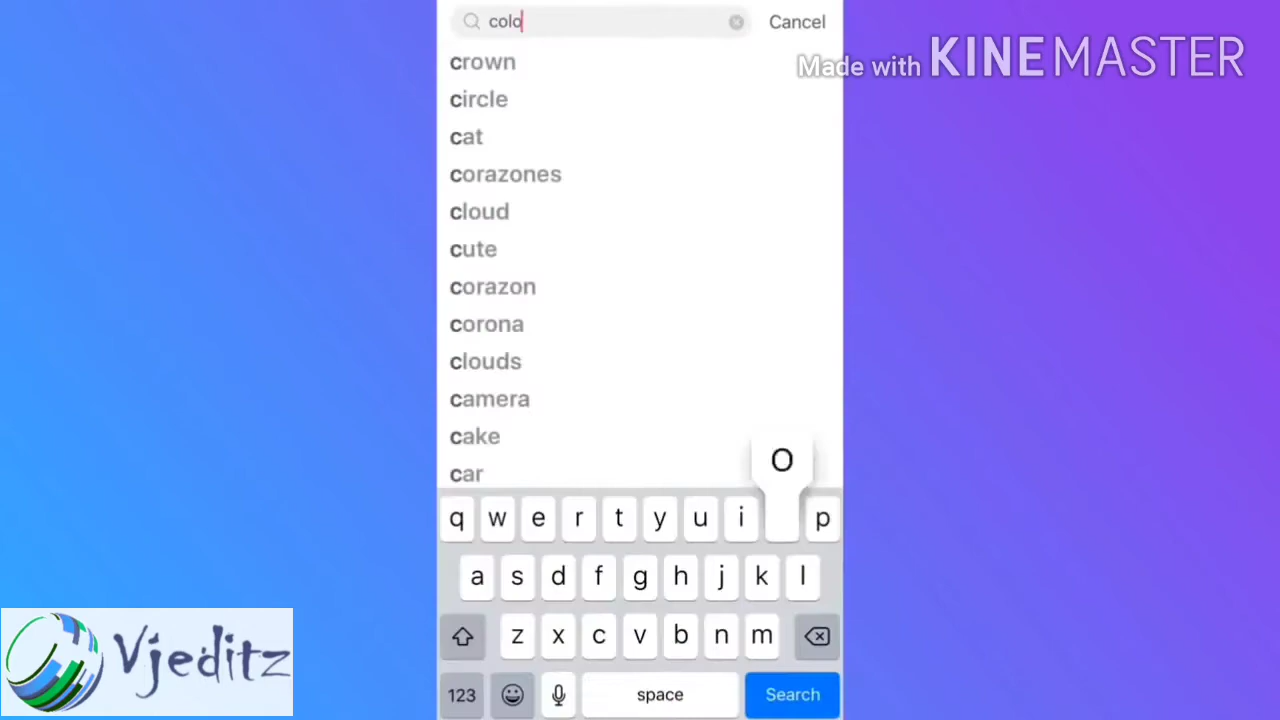 colo
Cancel
Made with KINEMASTER
crown
circle
cat
corazones
cloud
cute
corazon
corona
clouds
camera
cake
car
O
q w e r t y u i p
a s d f g h j k l
z x c v b n m
123 space Search
Vjeditz